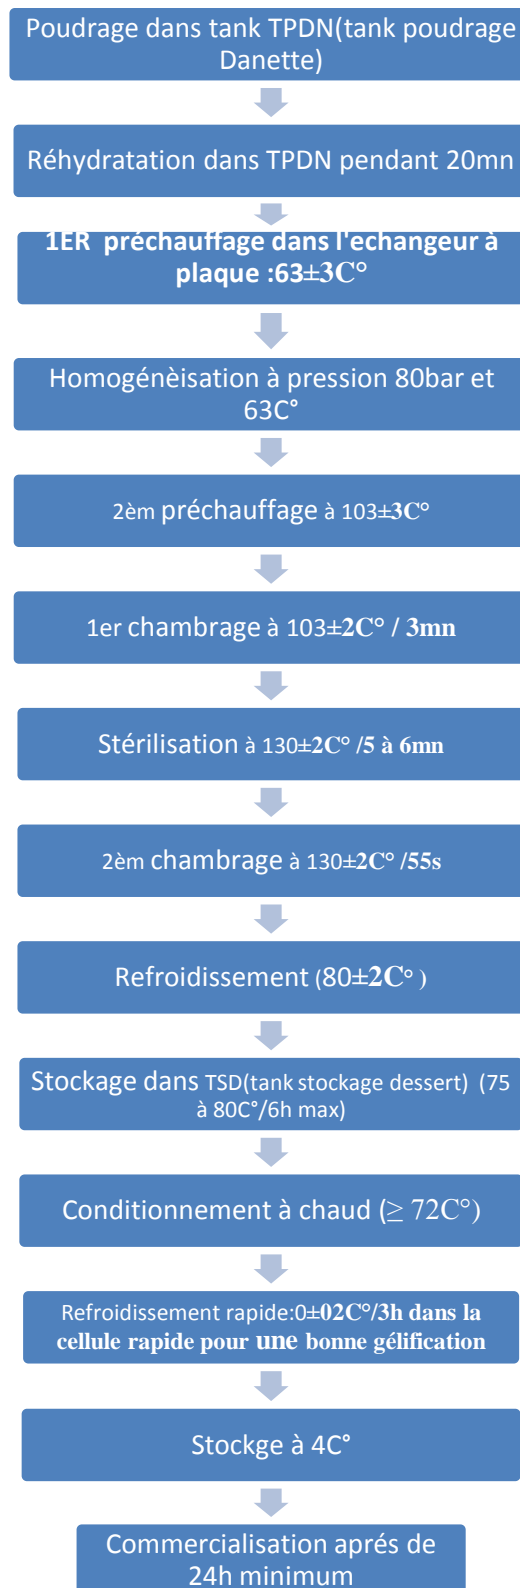 Poudrage dans tank TPDN(tank poudrage
Danette)
Réhydratation dans TPDN pendant 20mn
1ER préchauffage dans l'echangeur à
plaque :63±3C°
Homogénèisation à pression 80bar et
63C°
2èm préchauffage à 103±3C°
1er chambrage à 103±2C° / 3mn
Stérilisation à 130±2C° /5 à 6mn
2èm chambrage à 130±2C° /55s
Refroidissement (80±2C° )
Stockage dans TSD(tank stockage dessert) (75
à 80C°/6h max)
Conditionnement à chaud (≥ 72C°)
Refroidissement rapide:0±02C°/3h dans la
cellule rapide pour une bonne gélification
Stockge à 4C°
Commercialisation aprés de
24h minimum